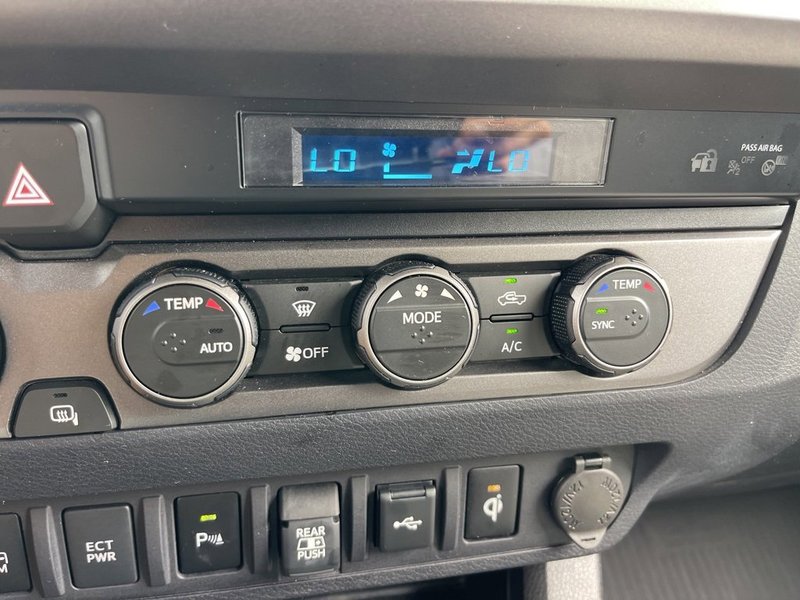 LO LO
PASS AIR BAG
OFF
TEMP
AUTO
OFF
MODE
A/C
TEMP
SYNC
ECT
PWR
P
REAR
PUSH